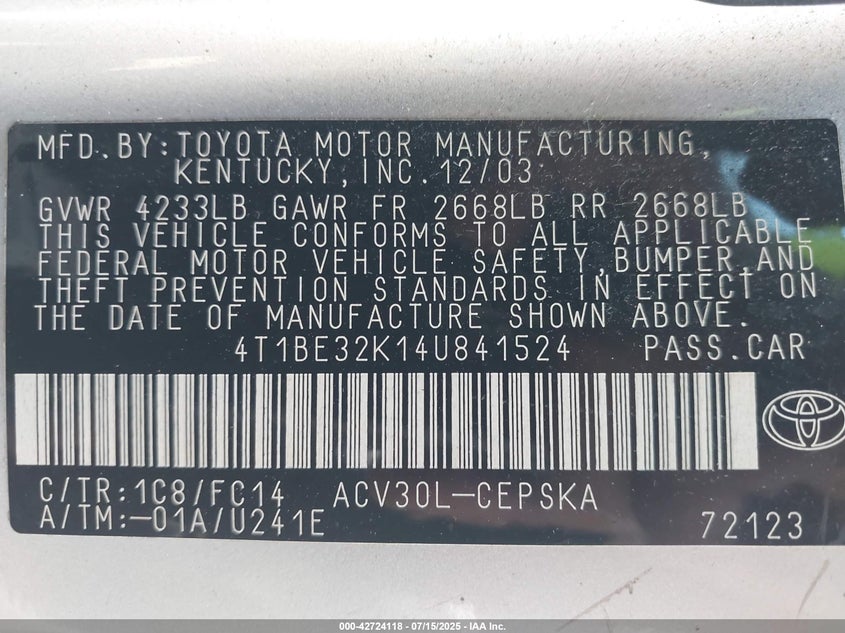 MFD.BY:TOYOTA MOTOR MANUFACTURING,
KENTUCKY,INC.12/03
GVWR 4233LB GAWR FR 2668LB RR 2668LB
THIS VEHICLE CONFORMS TO ALL APPLICABLE
FEDERAL MOTOR VEHICLE SAFETY,BUMPER,AND
THEFT PREVENTION STANDARDS IN EFFECT ON
THE DATE OF MANUFACTURE SHOWN ABOVE.
4T1BE32K14U841524 PASS.CAR
C/TR:1C8/FC14 ACV30L-CEPSKA
A/TM:-01A/U241E 72123
000-42724118 - 07/15/2025 - IAA Inc.